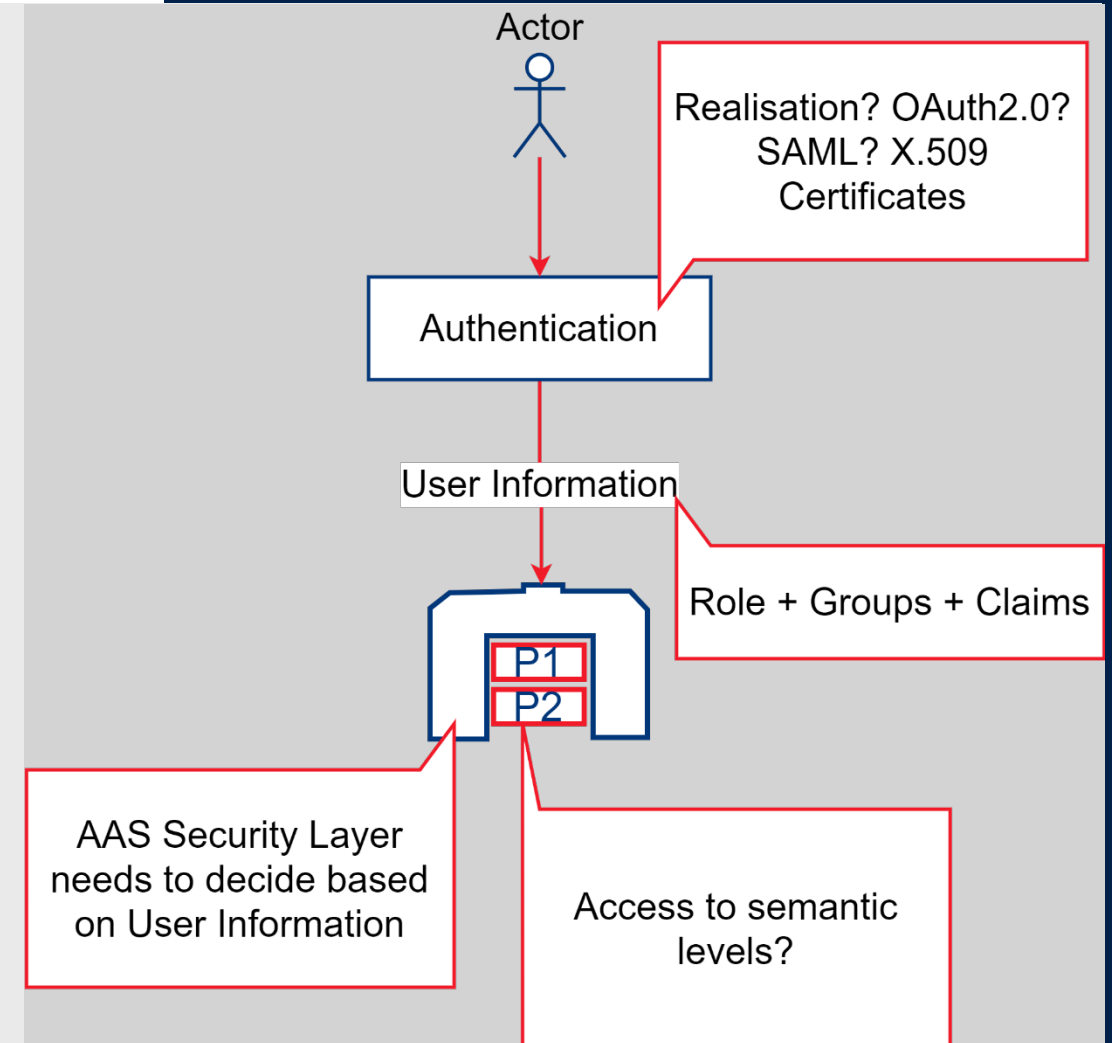 Actor
Realisation? OAuth2.0?
SAML? X.509
Certificates
Authentication
User Information
Role + Groups + Claims
P1
P2
AAS Security Layer
needs to decide based
on User Information
Access to semantic
levels?